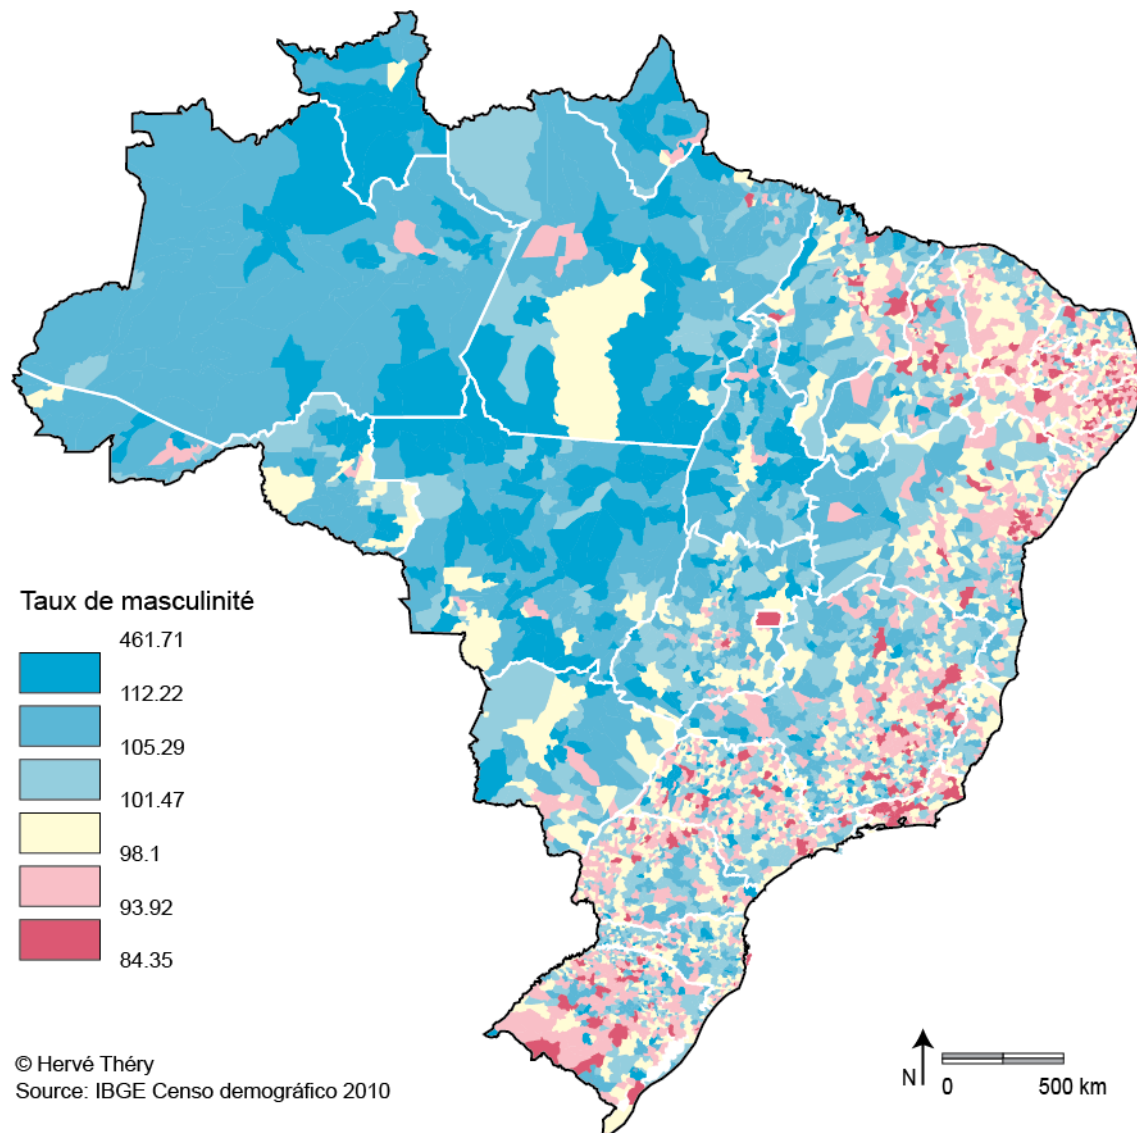 Taux de masculinité
461.71
112.22
105.29
101.47
98.1
93.92
84.35
© Hervé Théry
Source: IBGE Censo demográfico 2010
N
0 500 km